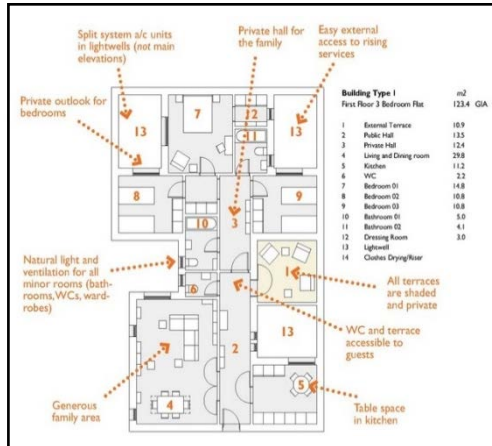 Split system a/c units
in lightwells (not main
elevations)
Private hall for
the family
Easy external
access to rising
services
Private outlook for
bedrooms
Building Type I m2
First Floor 3 Bedroom Flat 123.4 GIA
1 External Terrace 10.9
2 Public Hall 13.5
3 Private Hall 12.4
4 Living and Dining room 29.8
5 Kitchen 11.2
6 WC 2.2
7 Bedroom 01 14.8
8 Bedroom 02 10.8
9 Bedroom 03 10.8
10 Bathroom 01 5.0
11 Bathroom 02 4.1
12 Dressing Room 3.0
13 Lightwell
14 Clothes Drying/Riser
13
7
12
11
13
8
10
3
9
Natural light and
ventilation for all
minor rooms (bath-
rooms, WCs, ward-
robes)
6
1
All terraces
are shaded
and private
2
13
WC and terrace
accessible to
guests
Generous
family area
4
5
Table space
in kitchen